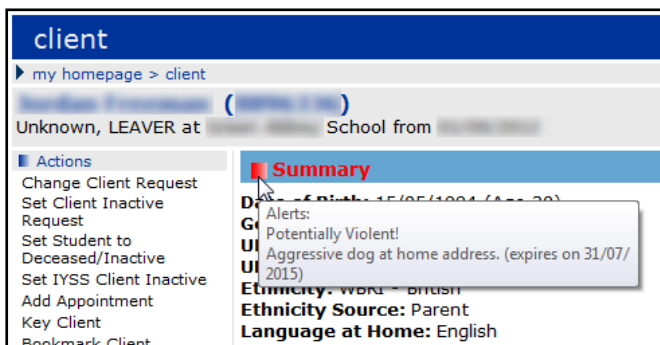 client
my homepage > client
( )
Unknown, LEAVER at School from
Actions
Change Client Request
Set Client Inactive
Request
Set Student to
Deceased/Inactive
Set IYSS Client Inactive
Add Appointment
Key Client
Bookmark Client
Summary
Alerts:
Potentially Violent!
Aggressive dog at home address. (expires on 31/07/
2015)
Ethnicity: WBRI - British
Ethnicity Source: Parent
Language at Home: English